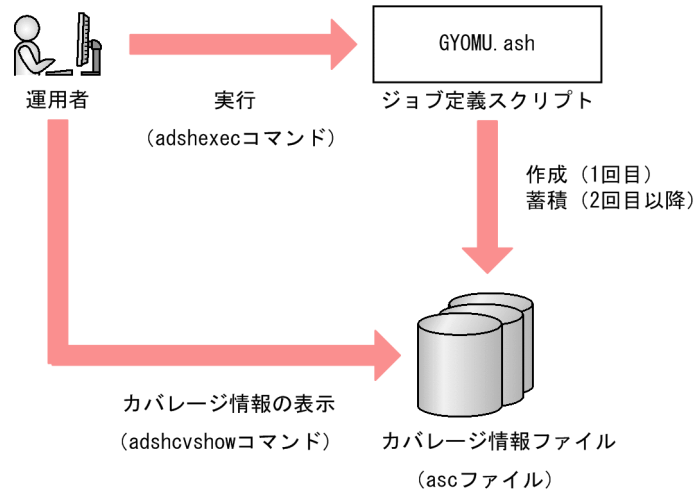 GYOMU.ash
運用者
実行
(adshexecコマンド)
ジョブ定義スクリプト
作成（1回目）
蓄積（2回目以降）
カバレージ情報の表示
(adshcvshowコマンド)
カバレージ情報ファイル
(ascファイル)